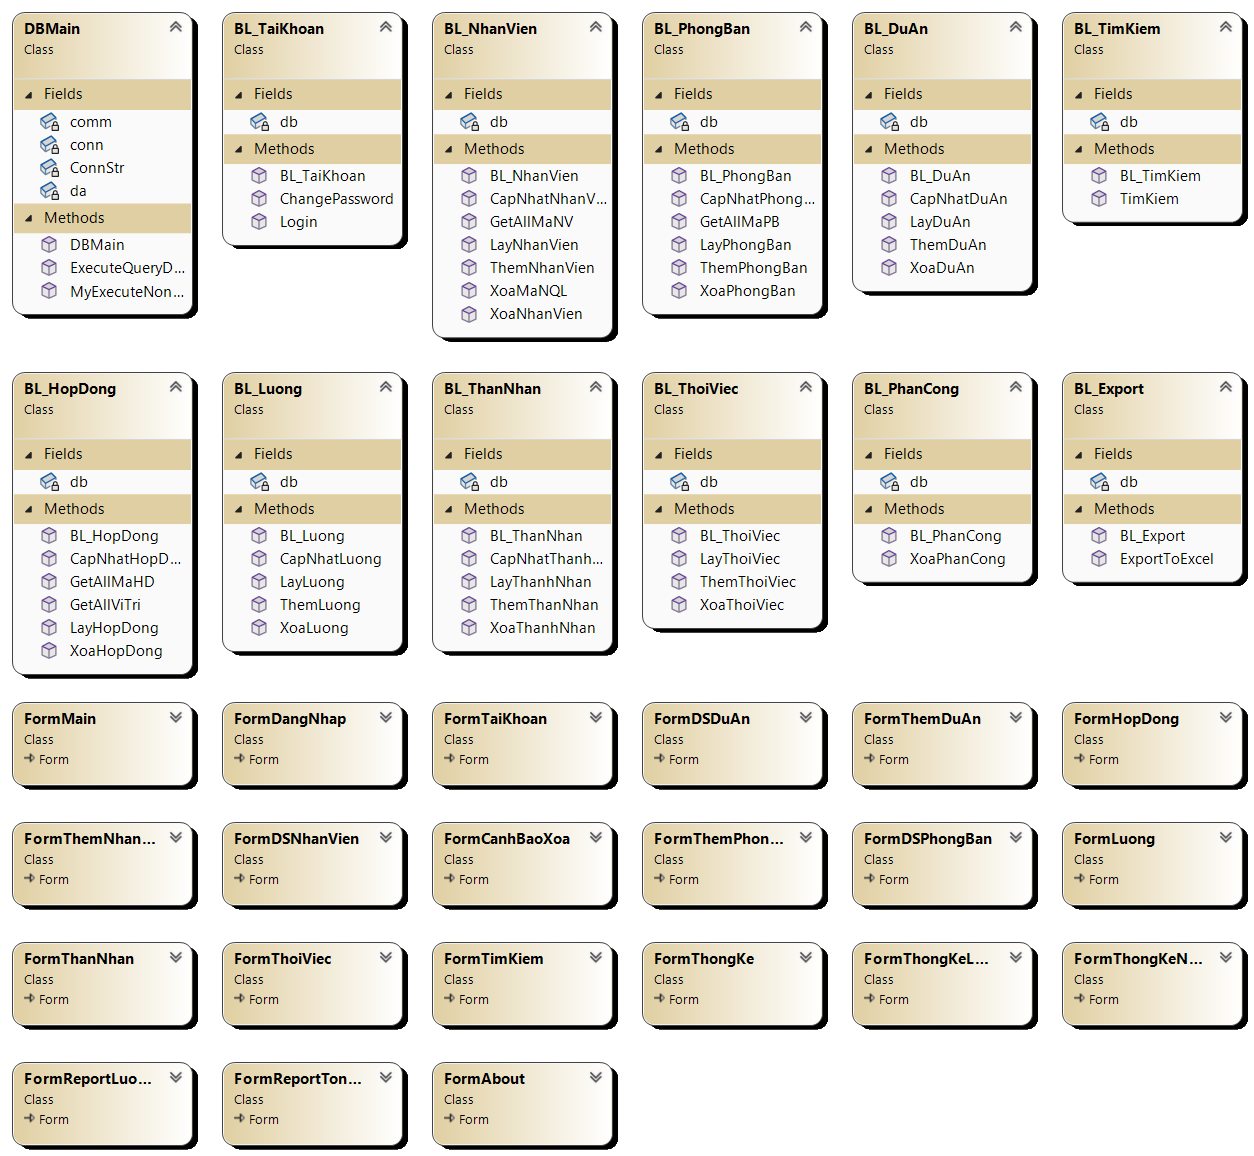 DBMain
Class
Fields
comm
conn
ConnStr
da
Methods
DBMain
ExecuteQueryD...
MyExecuteNon...
BL_TaiKhoan
Class
Fields
db
Methods
BL_TaiKhoan
ChangePassword
Login
BL_NhanVien
Class
Fields
db
Methods
BL_NhanVien
CapNhatNhanV...
GetAllMaNV
LayNhanVien
ThemNhanVien
XoaMaNQL
XoaNhanVien
BL_PhongBan
Class
Fields
db
Methods
BL_PhongBan
CapNhatPhong...
GetAllMaPB
LayPhongBan
ThemPhongBan
XoaPhongBan
BL_DuAn
Class
Fields
db
Methods
BL_DuAn
CapNhatDuAn
LayDuAn
ThemDuAn
XoaDuAn
BL_TimKiem
Class
Fields
db
Methods
BL_TimKiem
TimKiem
BL_HopDong
Class
Fields
db
Methods
BL_HopDong
CapNhatHopD...
GetAllMaHD
GetAllViTri
LayHopDong
XoaHopDong
BL_Luong
Class
Fields
db
Methods
BL_Luong
CapNhatLuong
LayLuong
ThemLuong
XoaLuong
BL_ThanNhan
Class
Fields
db
Methods
BL_ThanNhan
CapNhatThanh...
LayThanhNhan
ThemThanNhan
XoaThanhNhan
BL_ThoiViec
Class
Fields
db
Methods
BL_ThoiViec
LayThoiViec
ThemThoiViec
XoaThoiViec
BL_PhanCong
Class
Fields
db
Methods
BL_PhanCong
XoaPhanCong
BL_Export
Class
Fields
db
Methods
BL_Export
ExportToExcel
FormMain
Class
Form
FormDangNhap
Class
Form
FormTaiKhoan
Class
Form
FormDSDuAn
Class
Form
FormThemDuAn
Class
Form
FormHopDong
Class
Form
FormThemNhan...
Class
Form
FormDSNhanVien
Class
Form
FormCanhBaoXoa
Class
Form
FormThemPhon...
Class
Form
FormDSPhongBan
Class
Form
FormLuong
Class
Form
FormThanNhan
Class
Form
FormThoiViec
Class
Form
FormTimKiem
Class
Form
FormThongKe
Class
Form
FormThongKeL...
Class
Form
FormThongKeN...
Class
Form
FormReportLuo...
Class
Form
FormReportTon...
Class
Form
FormAbout
Class
Form